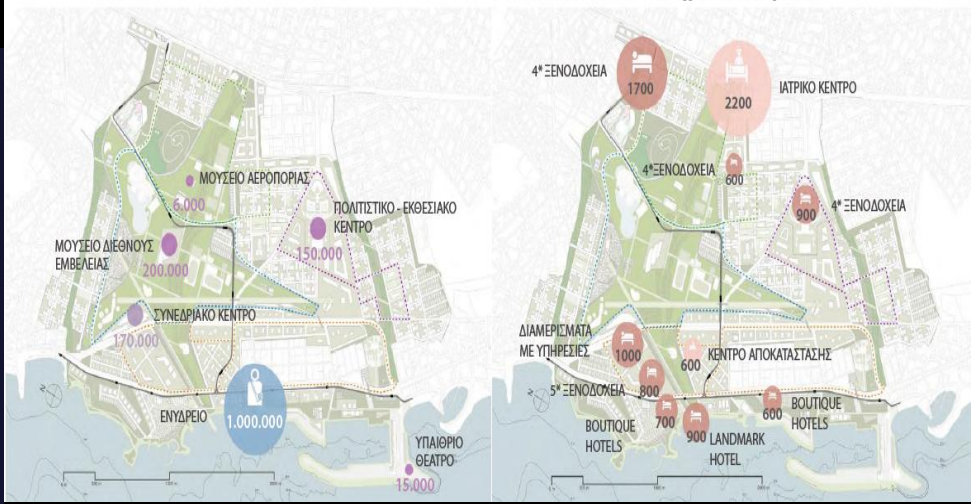 ΜΟΥΣΕΙΟ ΑΕΡΟΠΟΡΙΑΣ
6.000
ΠΟΛΙΤΙΣΤΙΚΟ - ΕΚΘΕΣΙΑΚΟ
ΚΕΝΤΡΟ
150.000
ΜΟΥΣΕΙΟ ΔΙΕΘΝΟΥΣ
ΕΜΒΕΛΕΙΑΣ
200.000
ΣΥΝΕΔΡΙΑΚΟ ΚΕΝΤΡΟ
170.000
ΕΝΥΔΡΕΙΟ
1.000.000
ΥΠΑΙΘΡΙΟ
ΘΕΑΤΡΟ
15.000
4* ΞΕΝΟΔΟΧΕΙΑ
1700
2200
ΙΑΤΡΙΚΟ ΚΕΝΤΡΟ
4*ΞΕΝΟΔΟΧΕΙΑ
600
900
4* ΞΕΝΟΔΟΧΕΙΑ
ΔΙΑΜΕΡΙΣΜΑΤΑ
ΜΕ ΥΠΗΡΕΣΙΕΣ
1000
600
ΚΕΝΤΡΟ ΑΠΟΚΑΤΑΣΤΑΣΗΣ
5* ΞΕΝΟΔΟΧΕΙΑ
800
BOUTIQUE
HOTELS
700
900
LANDMARK
HOTEL
600
BOUTIQUE
HOTELS